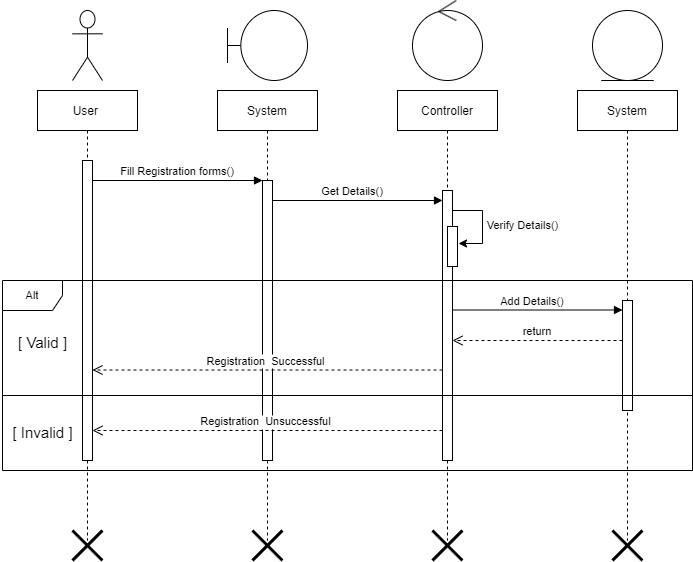 User
System
Controller
System
Fill Registration forms()
Get Details()
Verify Details()
Alt
Add Details()
[ Valid ]
return
Registration  Successful
Registration  Unsuccessful
[ Invalid ]